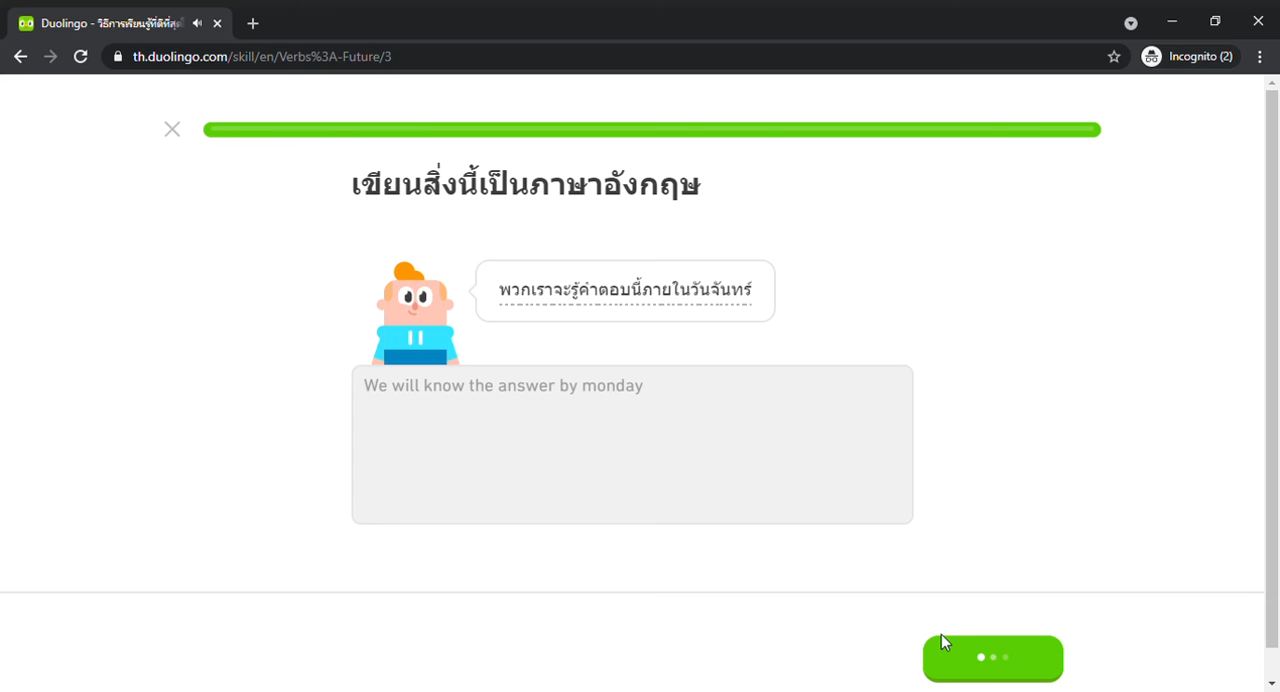 Duolingo - วิธีการเรียนรู้ที่ดีที่สุด
th.duolingo.com/skill/en/Verbs%3A-Future/3
Incognito (2)
เขียนสิ่งนี้เป็นภาษาอังกฤษ
พวกเราจะรู้คำตอบนี้ภายในวันจันทร์
We will know the answer by monday